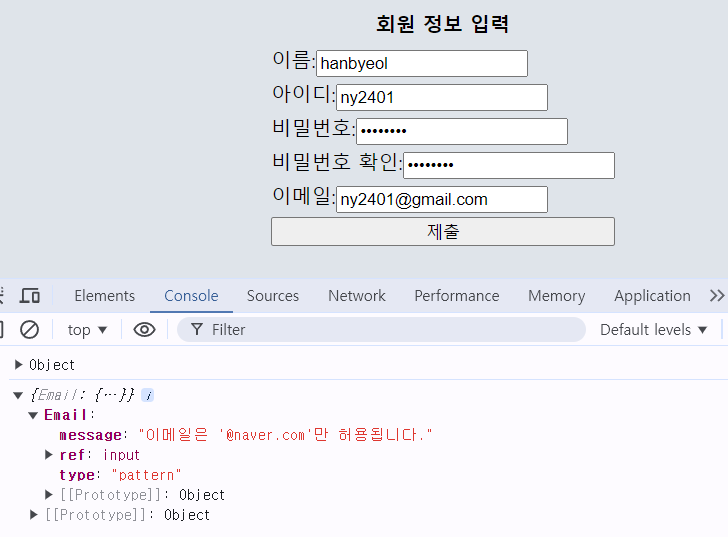 회원 정보 입력
이름:hanbyeol
아이디:ny2401
비밀번호:••••••••
비밀번호 확인:••••••••
이메일:ny2401@gmail.com
제출
Elements Console Sources Network Performance Memory Application
top ▼ Filter Default levels ▼
▶ Object
▼ {Email: {…}} i
▼ Email:
message: "이메일은 '@naver.com'만 허용됩니다."
▶ ref: input
type: "pattern"
▶ [[Prototype]]: Object
▶ [[Prototype]]: Object